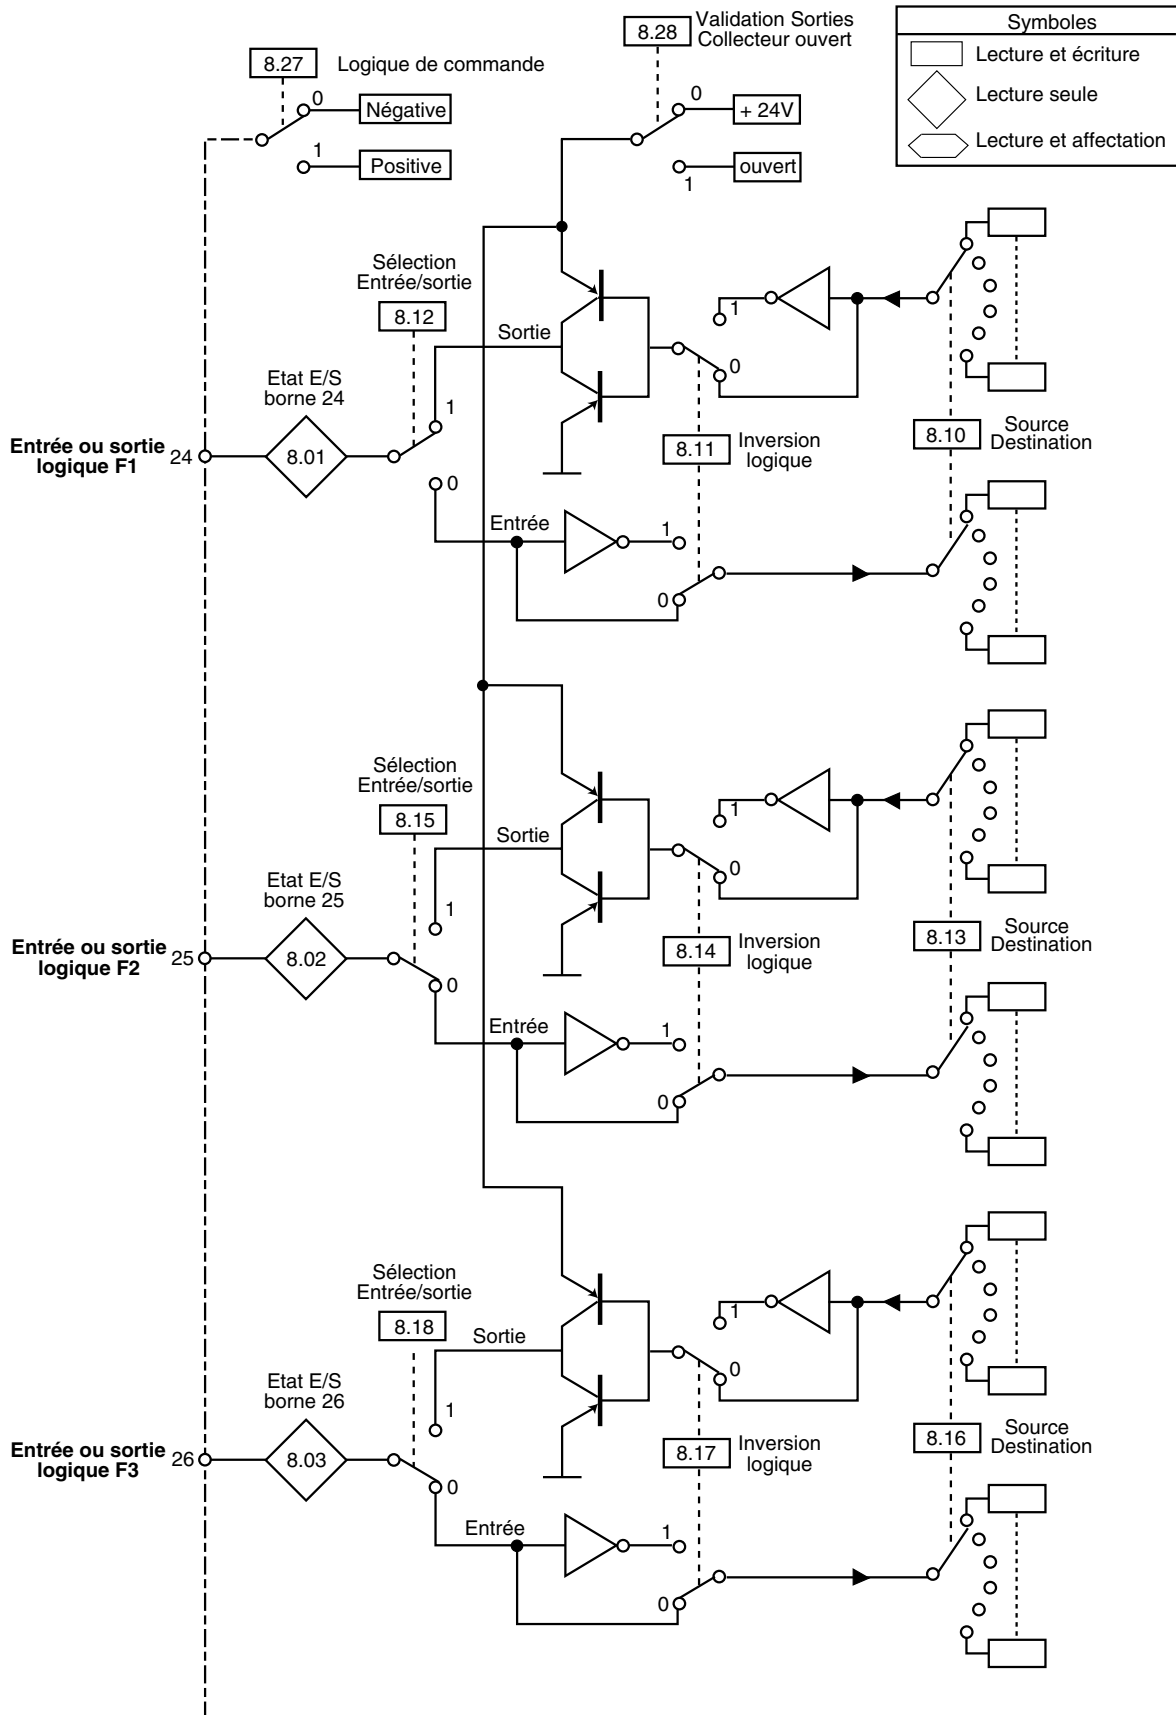 8.28
Validation Sorties
Collecteur ouvert
Symboles
Lecture et écriture
Lecture seule
Lecture et affectation
8.27
Logique de commande
0
Négative
1
Positive
0
+ 24V
1
ouvert
Sélection
Entrée/sortie
8.12
Sortie
1
0
Etat E/S
borne 24
Entrée ou sortie
logique F1
24
8.01
1
0
8.11
Inversion
logique
8.10
Source
Destination
Entrée
1
0
Sélection
Entrée/sortie
8.15
Sortie
1
0
Etat E/S
borne 25
Entrée ou sortie
logique F2
25
8.02
1
0
8.14
Inversion
logique
8.13
Source
Destination
Entrée
1
0
Sélection
Entrée/sortie
8.18
Sortie
1
0
Etat E/S
borne 26
Entrée ou sortie
logique F3
26
8.03
1
0
8.17
Inversion
logique
8.16
Source
Destination
Entrée
1
0